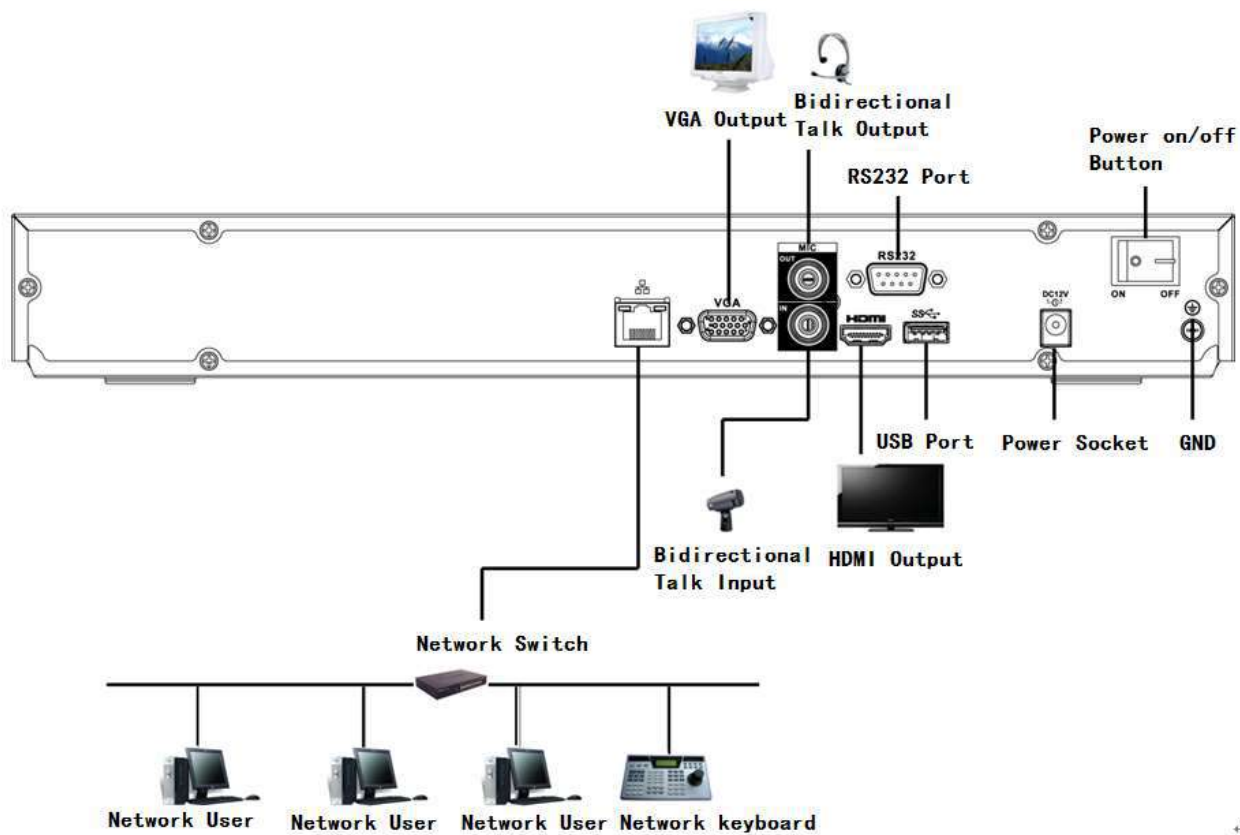 VGA Output
Bidirectional
Talk Output
Power on/off
Button
RS232 Port
MIC
OUT
RS232
VGA
IN
HDMI
SS
DC12V
ON OFF
USB Port
Power Socket
GND
Bidirectional
Talk Input
HDMI Output
Network Switch
Network User
Network User
Network User
Network keyboard